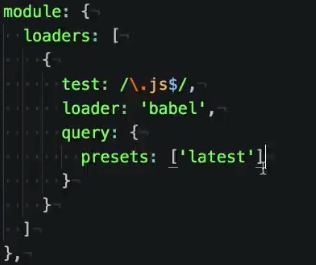 module: {¬
loaders: [¬
{¬
test: /\.js$/,¬
loader: 'babel',¬
query: {¬
presets: ['latest']
}¬
}¬
]¬
},¬